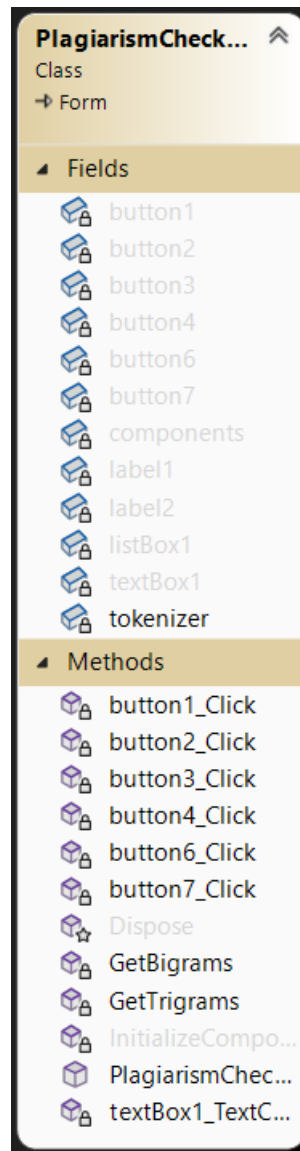 PlagiarismCheck...
Class
Form
Fields
button1
button2
button3
button4
button6
button7
components
label1
label2
listBox1
textBox1
tokenizer
Methods
button1_Click
button2_Click
button3_Click
button4_Click
button6_Click
button7_Click
Dispose
GetBigrams
GetTrigrams
InitializeCompo...
PlagiarismChec...
textBox1_TextC...